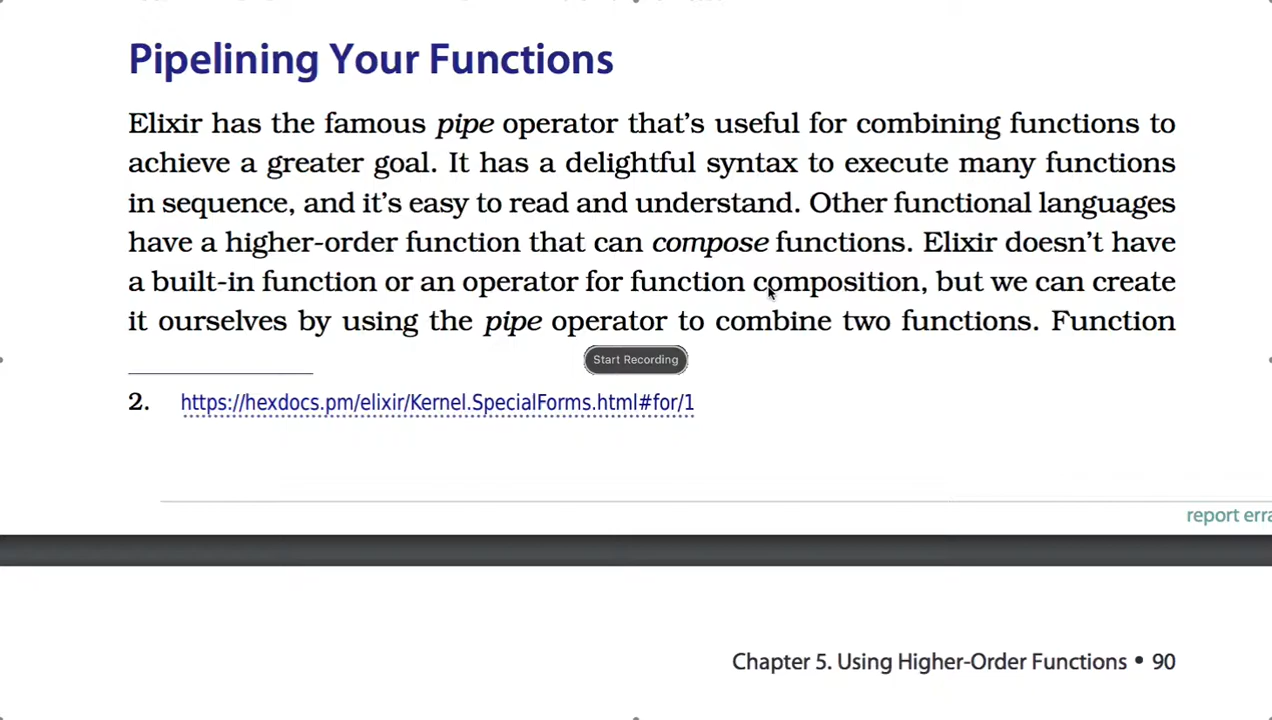 Pipelining Your Functions
Elixir has the famous pipe operator that's useful for combining functions to
achieve a greater goal. It has a delightful syntax to execute many functions
in sequence, and it's easy to read and understand. Other functional languages
have a higher-order function that can compose functions. Elixir doesn't have
a built-in function or an operator for function composition, but we can create
it ourselves by using the pipe operator to combine two functions. Function
Start Recording
2. https://hexdocs.pm/elixir/Kernel.SpecialForms.html#for/1
report erra
Chapter 5. Using Higher-Order Functions • 90